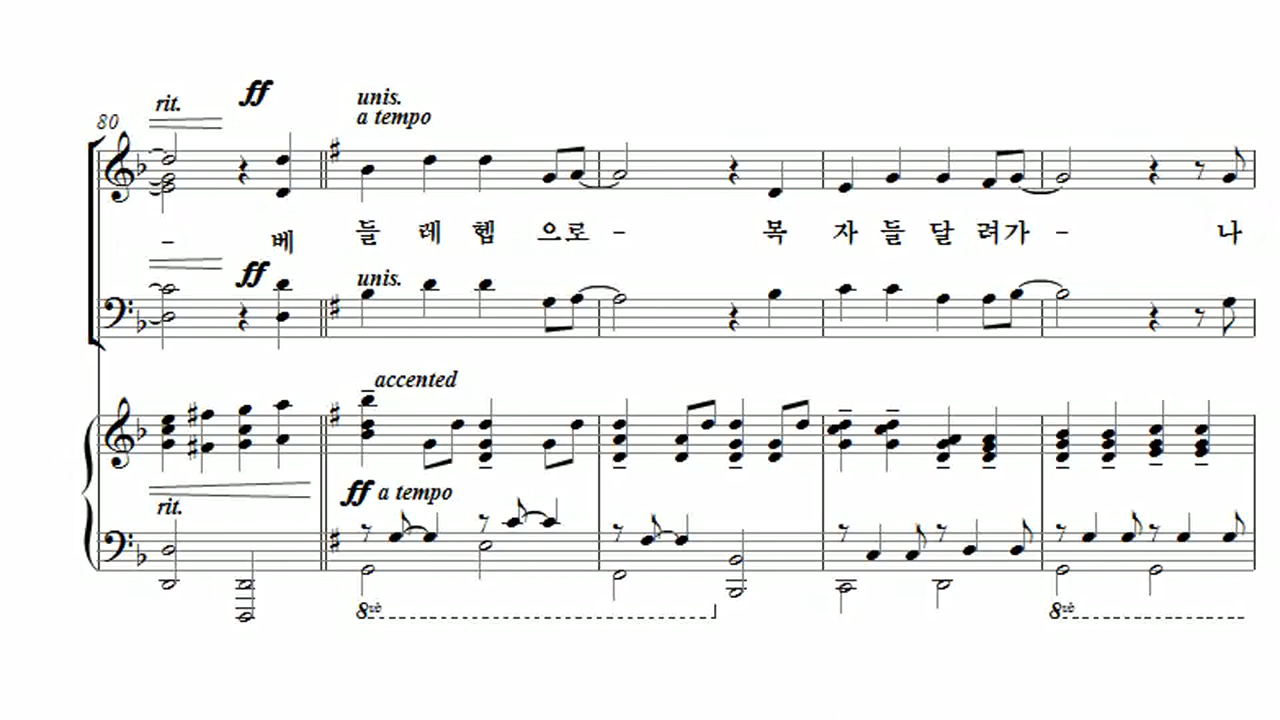 rit.
ff
unis.
a tempo
80
– 베 들 레 헴 으로 – 목 자 들 달 려가 – 나
ff
unis.
accented
ff a tempo
rit.
8vb
8vb